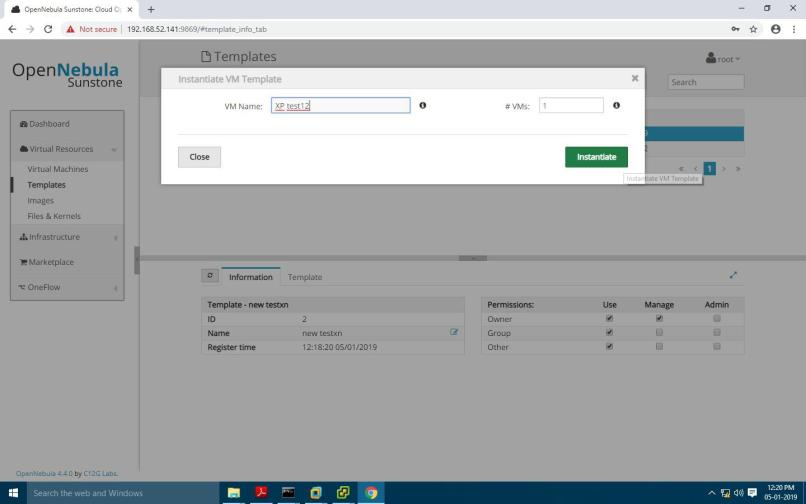 OpenNebula Sunstone: Cloud O
Not secure | 192.168.52.141:9869/#template_info_tab
OpenNebula
Sunstone
Templates
root
Search
Instantiate VM Template
VM Name:
XP test12
# VMs:
1
Close
Instantiate
Instantiate VM Template
9
2
« < 1 > »
Dashboard
Virtual Resources
Virtual Machines
Templates
Images
Files & Kernels
Infrastructure
Marketplace
OneFlow
Information
Template
Template - new testxn
ID 2
Name new testxn
Register time 12:18:20 05/01/2019
Permissions: Use Manage Admin
Owner
Group
Other
OpenNebula 4.4.0 by C12G Labs.
Search the web and Windows
12:20 PM
05-01-2019